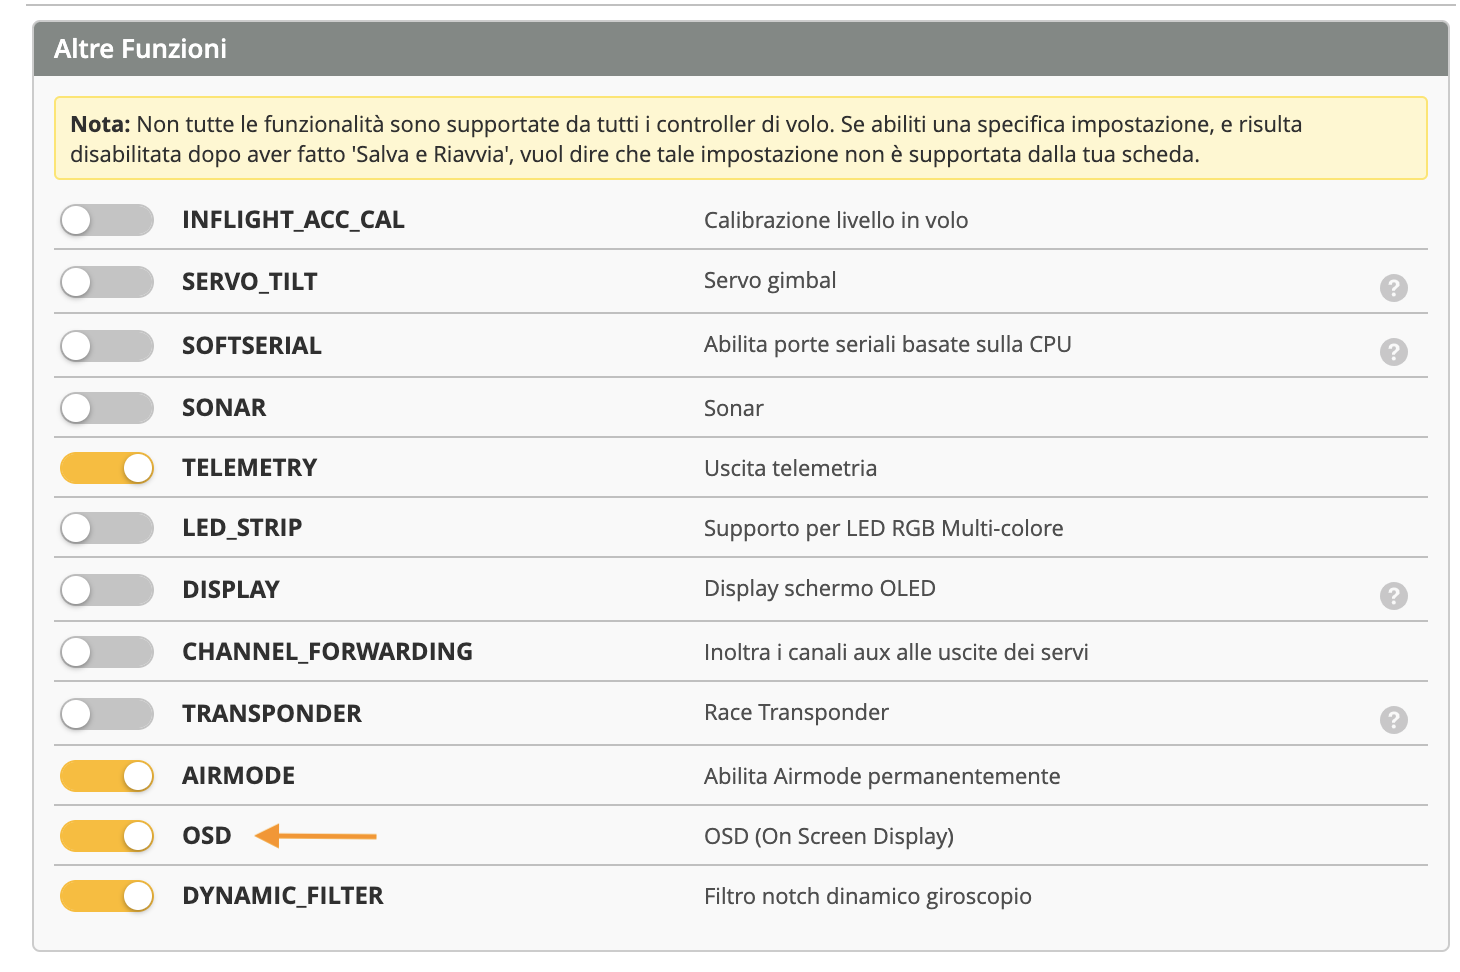 Altre Funzioni
Nota: Non tutte le funzionalità sono supportate da tutti i controller di volo. Se abiliti una specifica impostazione, e risulta
disabilitata dopo aver fatto 'Salva e Riavvia', vuol dire che tale impostazione non è supportata dalla tua scheda.
INFLIGHT_ACC_CAL Calibrazione livello in volo
SERVO_TILT Servo gimbal ?
SOFTSERIAL Abilita porte seriali basate sulla CPU ?
SONAR Sonar
TELEMETRY Uscita telemetria
LED_STRIP Supporto per LED RGB Multi-colore
DISPLAY Display schermo OLED ?
CHANNEL_FORWARDING Inoltra i canali aux alle uscite dei servi
TRANSPONDER Race Transponder ?
AIRMODE Abilita Airmode permanentemente
OSD OSD (On Screen Display)
DYNAMIC_FILTER Filtro notch dinamico giroscopio